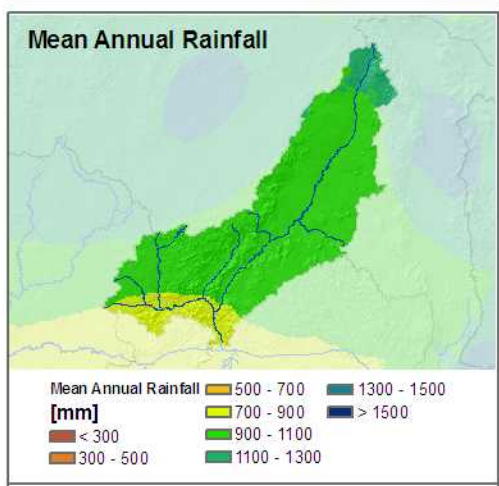 Mean Annual Rainfall
Mean Annual Rainfall
[mm]
< 300
300 - 500
500 - 700
700 - 900
900 - 1100
1100 - 1300
1300 - 1500
> 1500